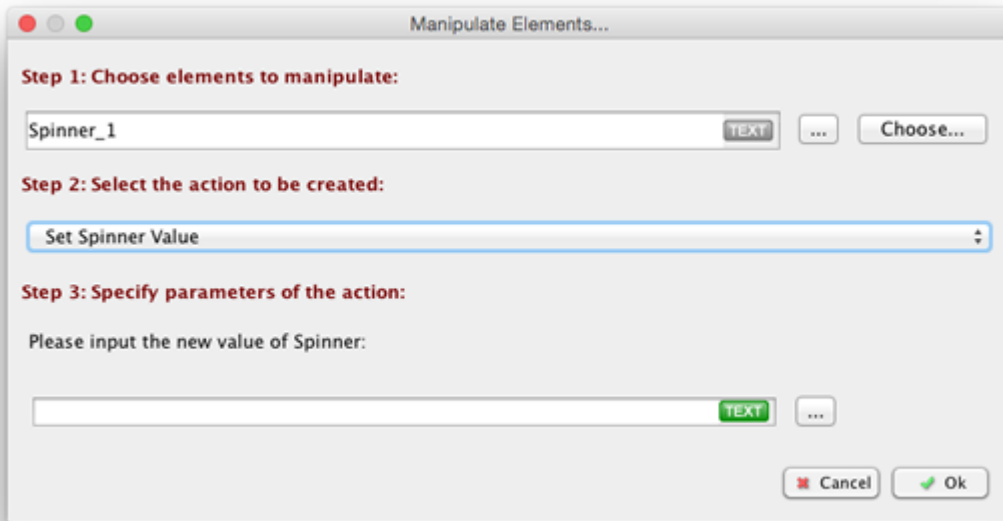 Manipulate Elements...
Step 1: Choose elements to manipulate:
Spinner_1 TEXT ... Choose...
Step 2: Select the action to be created:
Set Spinner Value
Step 3: Specify parameters of the action:
Please input the new value of Spinner:
TEXT ...
Cancel Ok